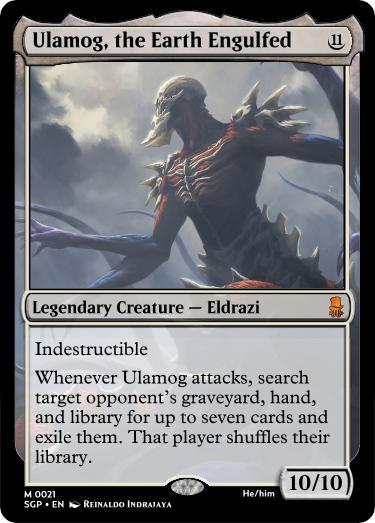 Ulamog, the Earth Engulfed 11
Legendary Creature — Eldrazi
Indestructible
Whenever Ulamog attacks, search
target opponent's graveyard, hand,
and library for up to seven cards and
exile them. That player shuffles their
library.
10/10
M 0021
SGP • EN Reinaldo Indrajaya
He/him